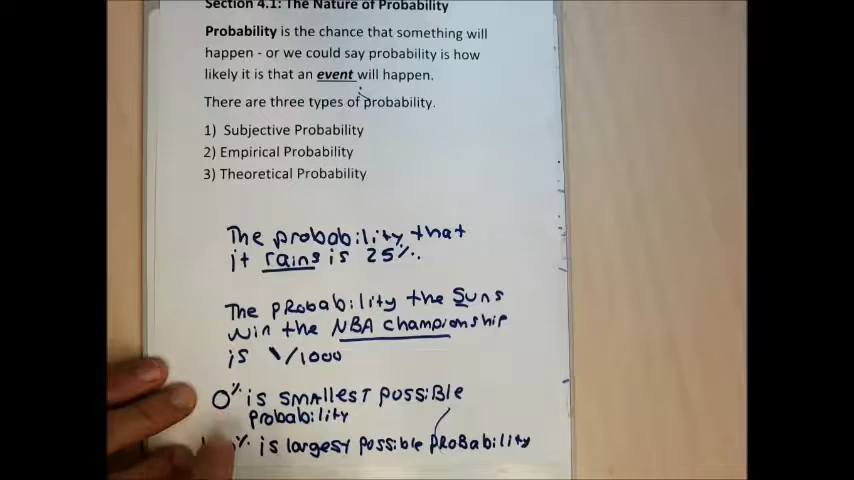 Section 4.1: The Nature of Probability
Probability is the chance that something will
happen - or we could say probability is how
likely it is that an event will happen.
There are three types of probability.
1) Subjective Probability
2) Empirical Probability
3) Theoretical Probability
The probability that
it rains is 25%.
The PRobability the Suns
win the NBA championship
is 1/1000
0% is smallest possible
probability
% is largest possible probability